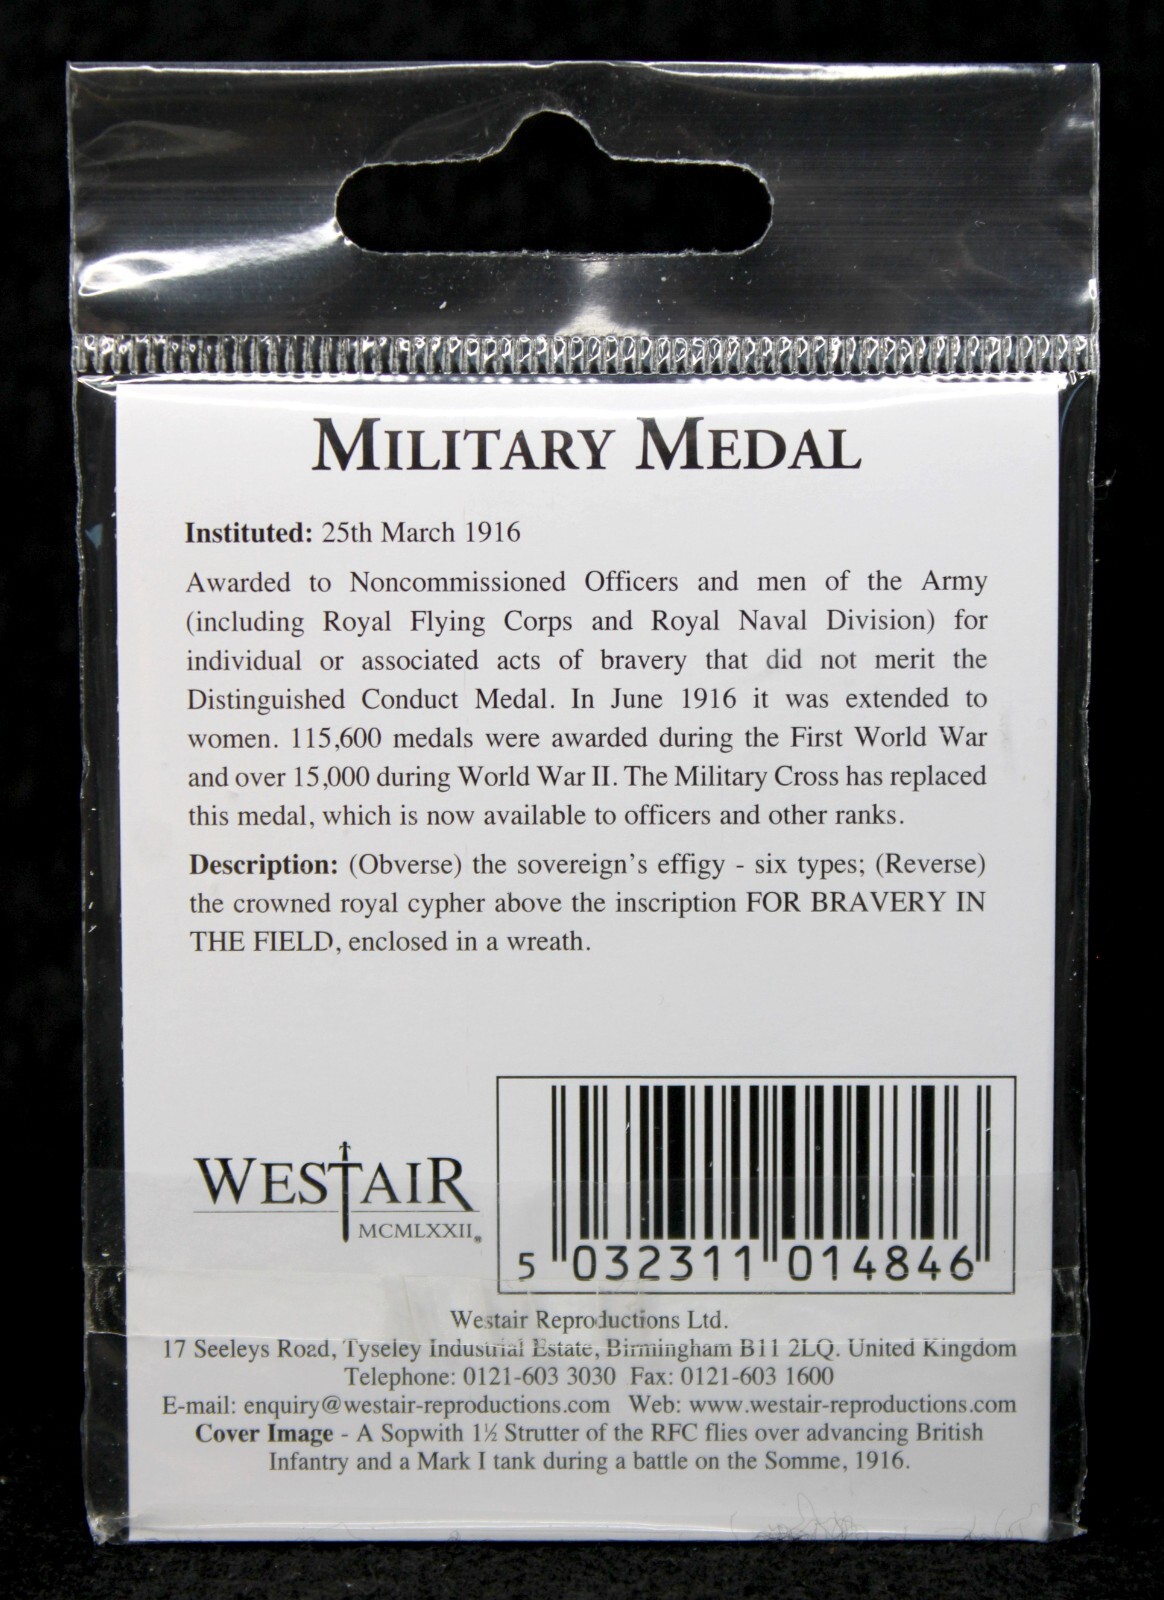 MILITARY MEDAL
Instituted: 25th March 1916
Awarded to Noncommissioned Officers and men of the Army
(including Royal Flying Corps and Royal Naval Division) for
individual or associated acts of bravery that did not merit the
Distinguished Conduct Medal. In June 1916 it was extended to
women. 115,600 medals were awarded during the First World War
and over 15,000 during World War II. The Military Cross has replaced
this medal, which is now available to officers and other ranks.
Description: (Obverse) the sovereign's effigy - six types; (Reverse)
the crowned royal cypher above the inscription FOR BRAVERY IN
THE FIELD, enclosed in a wreath.
WESTAIR
MCMLXXII
5 032311 014846
Westair Reproductions Ltd.
17 Seeleys Road, Tyseley Industrial Estate, Birmingham B11 2LQ. United Kingdom
Telephone: 0121-603 3030 Fax: 0121-603 1600
E-mail: enquiry@westair-reproductions.com Web: www.westair-reproductions.com
Cover Image - A Sopwith 1½ Strutter of the RFC flies over advancing British
Infantry and a Mark I tank during a battle on the Somme, 1916.